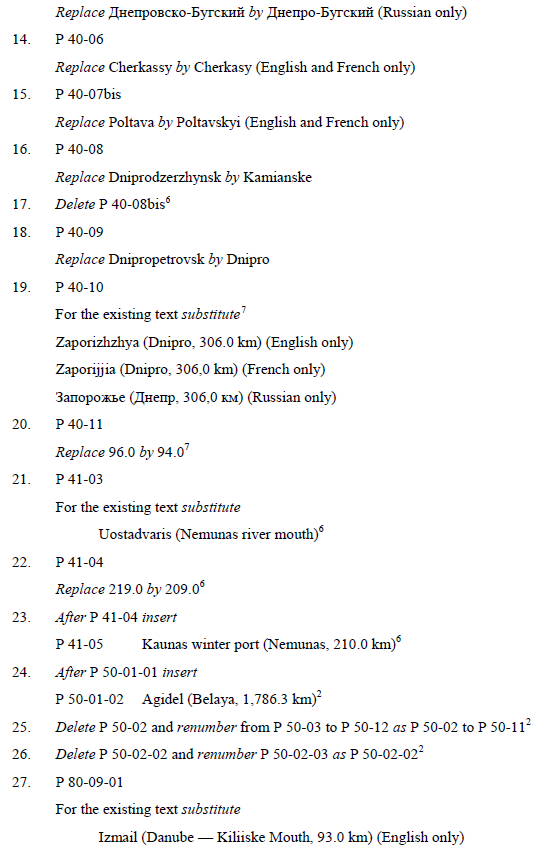 Replace Днепровско-Бугский by Днепро-Бугский (Russian only)
14. P 40-06
Replace Cherkassy by Cherkasy (English and French only)
15. P 40-07bis
Replace Poltava by Poltavskyi (English and French only)
16. P 40-08
Replace Dniprodzerzhynsk by Kamianske
17. Delete P 40-08bis⁶
18. P 40-09
Replace Dnipropetrovsk by Dnipro
19. P 40-10
For the existing text substitute⁷
Zaporizhzhya (Dnipro, 306.0 km) (English only)
Zaporijjia (Dnipro, 306,0 km) (French only)
Запорожье (Днепр, 306,0 км) (Russian only)
20. P 40-11
Replace 96.0 by 94.0⁷
21. P 41-03
For the existing text substitute
Uostadvaris (Nemunas river mouth)⁶
22. P 41-04
Replace 219.0 by 209.0⁶
23. After P 41-04 insert
P 41-05 Kaunas winter port (Nemunas, 210.0 km)⁶
24. After P 50-01-01 insert
P 50-01-02 Agidel (Belaya, 1,786.3 km)²
25. Delete P 50-02 and renumber from P 50-03 to P 50-12 as P 50-02 to P 50-11²
26. Delete P 50-02-02 and renumber P 50-02-03 as P 50-02-02²
27. P 80-09-01
For the existing text substitute
Izmail (Danube — Kiliiske Mouth, 93.0 km) (English only)